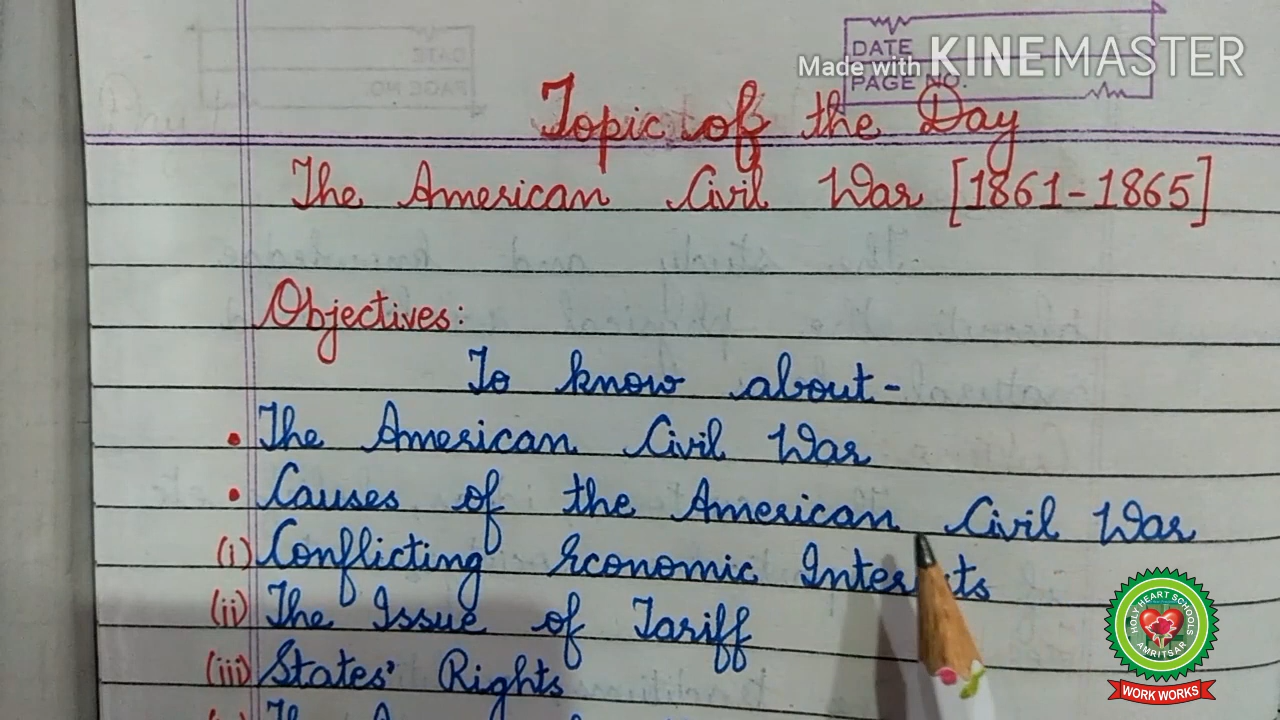 DATE
Made with KINEMASTER
PAGE NO.
Topic of the Day
The American Civil War [1861-1865]
Objectives:
To know about-
• The American Civil War
• Causes of the American Civil War
(i) Conflicting Economic Interests
(ii) The Issue of Tariff
(iii) States' Rights
HOLY HEART SCHOOLS
AMRITSAR
WORK WORKS